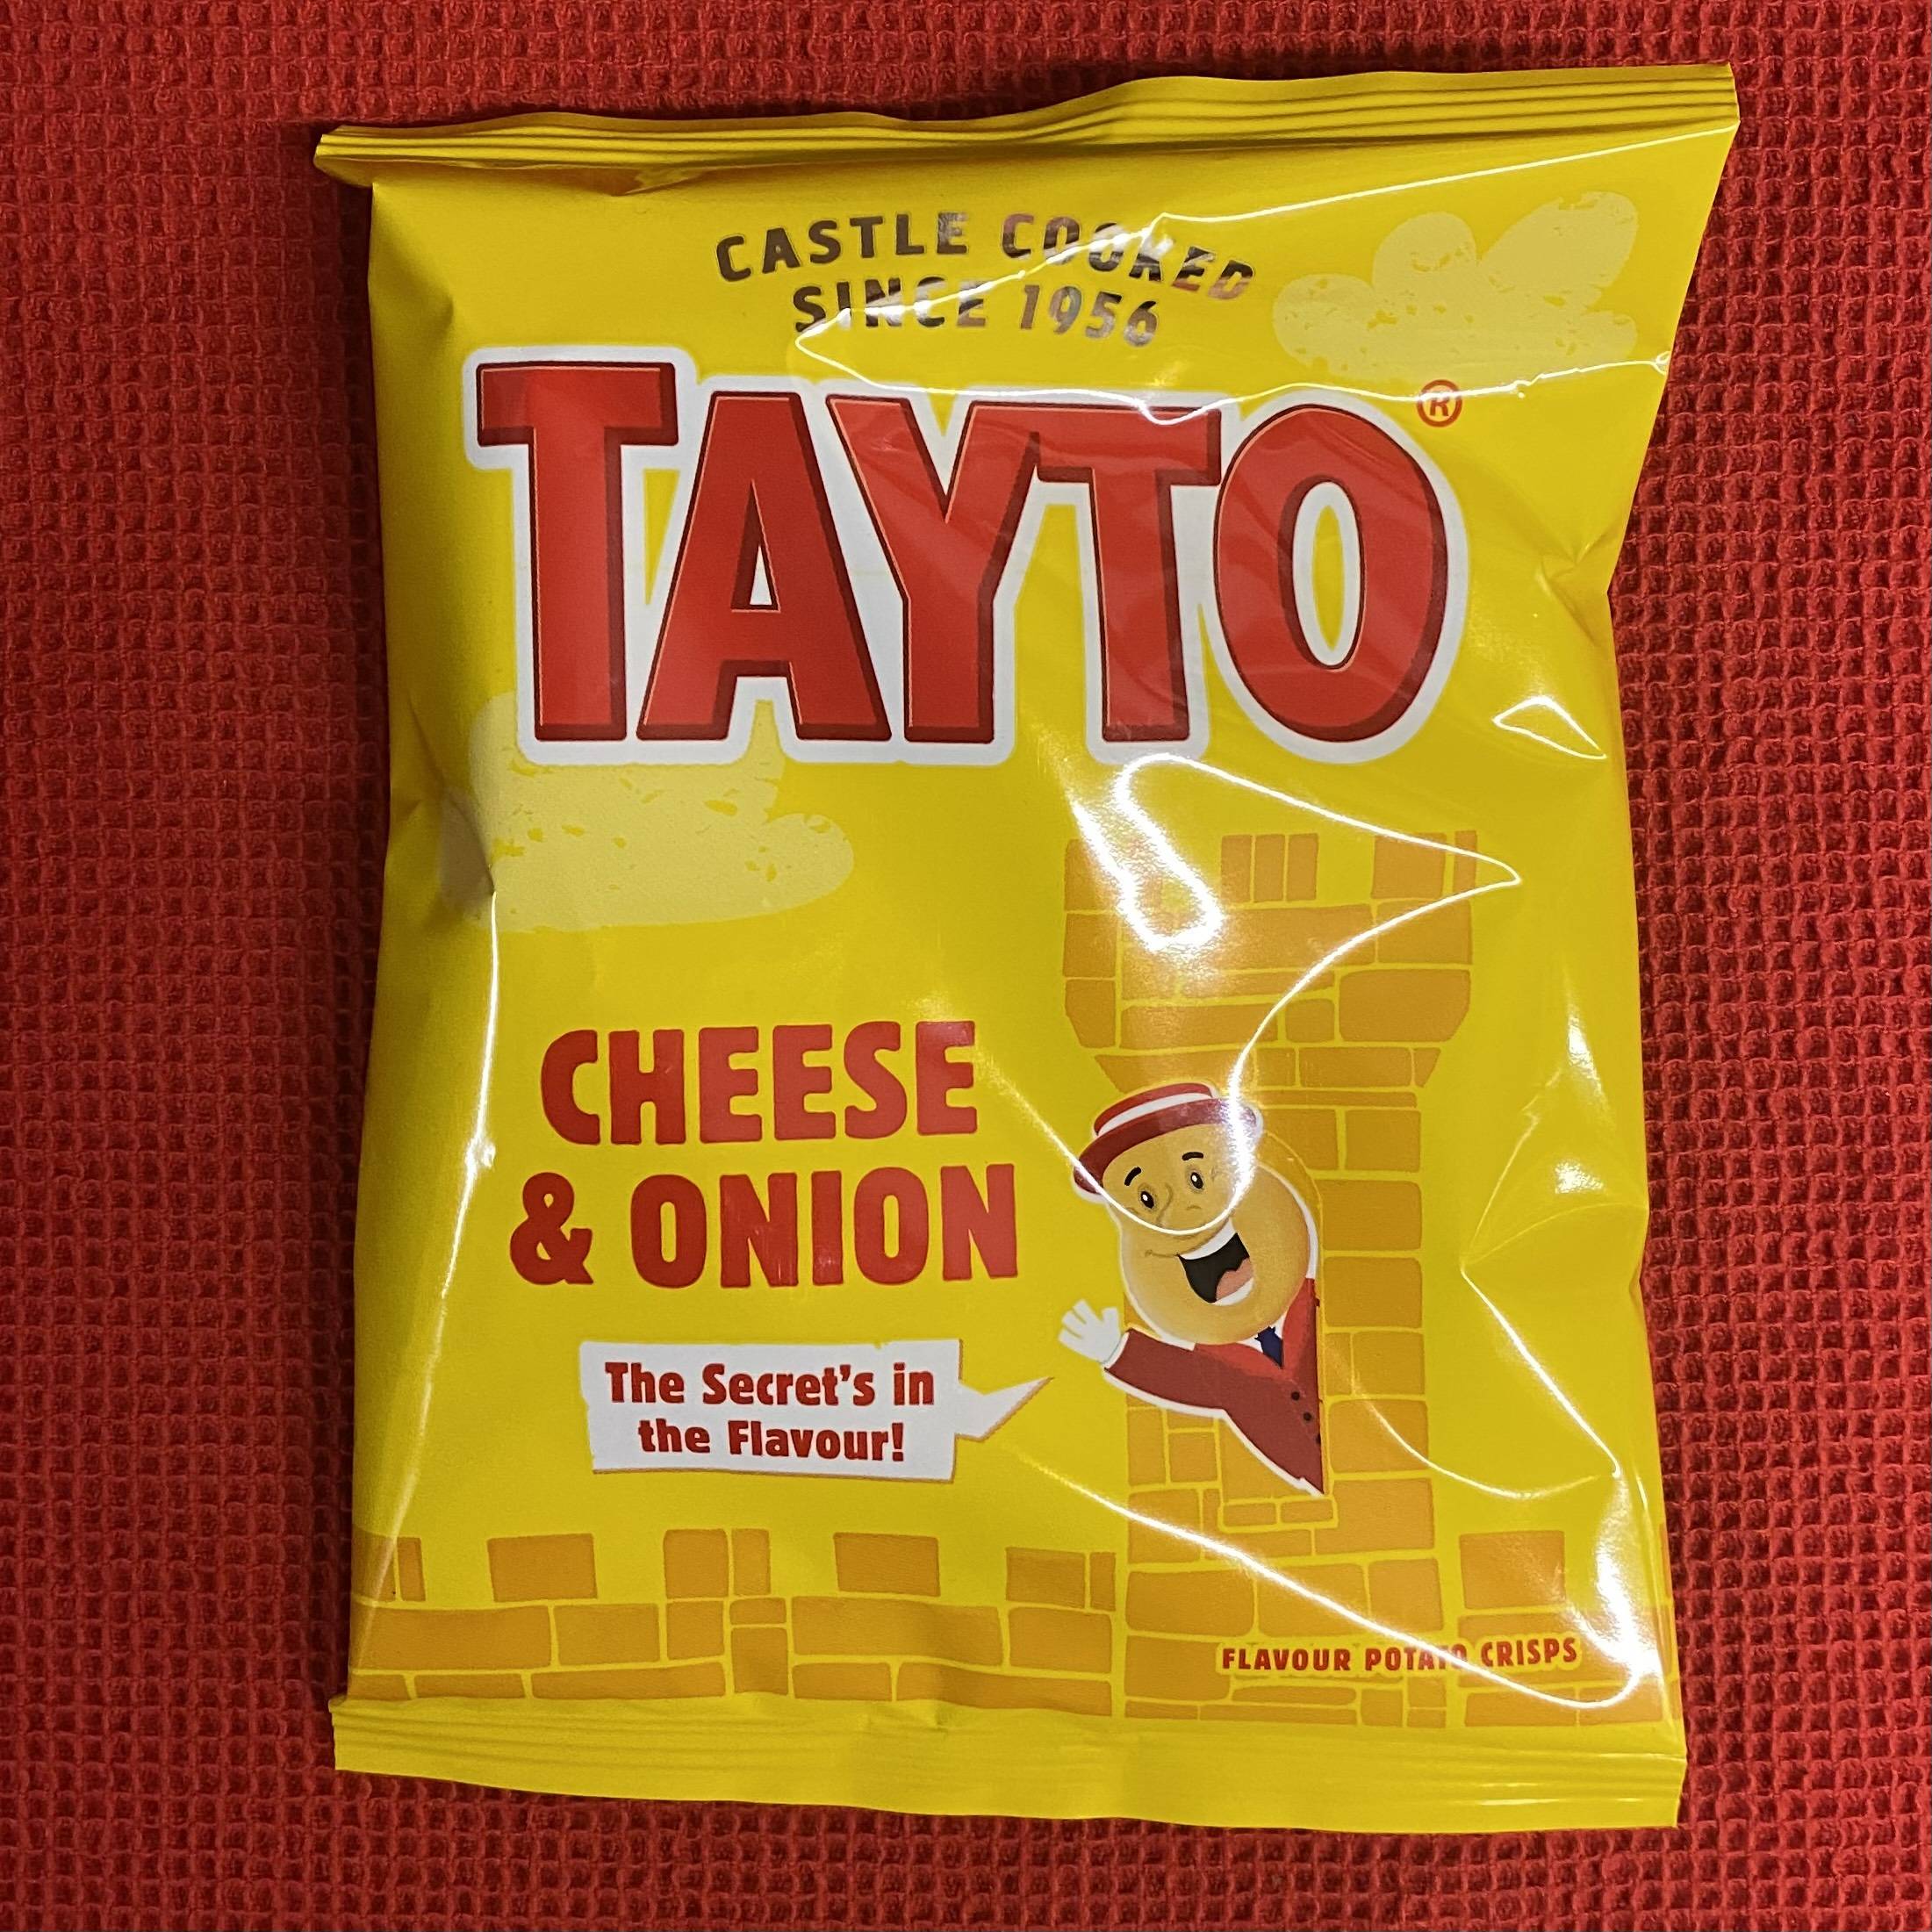 CASTLE COOKED
SINCE 1956
TAYTO®
CHEESE
& ONION
The Secret's in
the Flavour!
FLAVOUR POTATO CRISPS